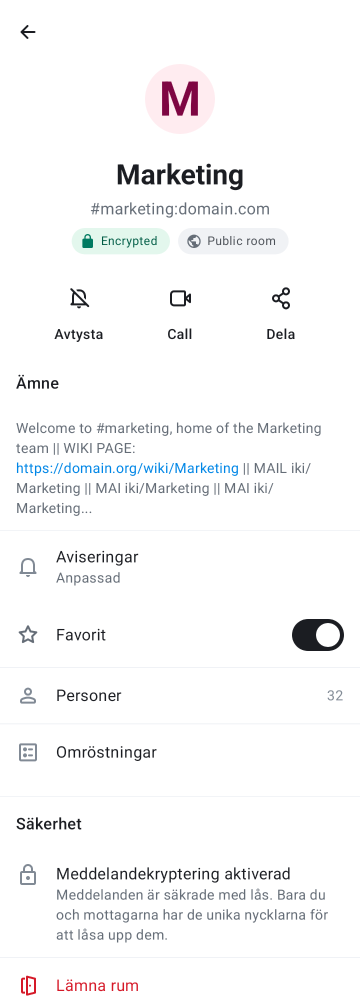 M
Marketing
#marketing:domain.com
Encrypted
Public room
Avtysta
Call
Dela
Ämne
Welcome to #marketing, home of the Marketing
team || WIKI PAGE:
https://domain.org/wiki/Marketing || MAIL iki/
Marketing || MAI iki/Marketing || MAI iki/
Marketing...
Aviseringar
Anpassad
Favorit
Personer 32
Omröstningar
Säkerhet
Meddelandekryptering aktiverad
Meddelanden är säkrade med lås. Bara du
och mottagarna har de unika nycklarna för
att låsa upp dem.
Lämna rum